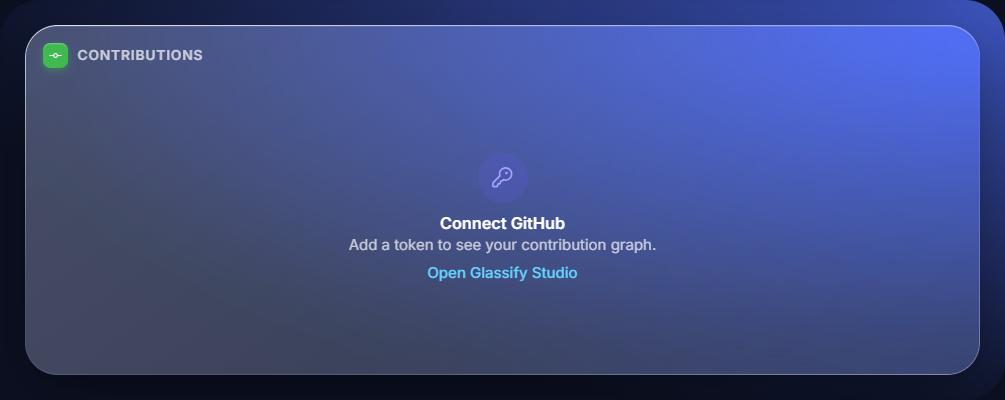 CONTRIBUTIONS
Connect GitHub
Add a token to see your contribution graph.
Open Glassify Studio